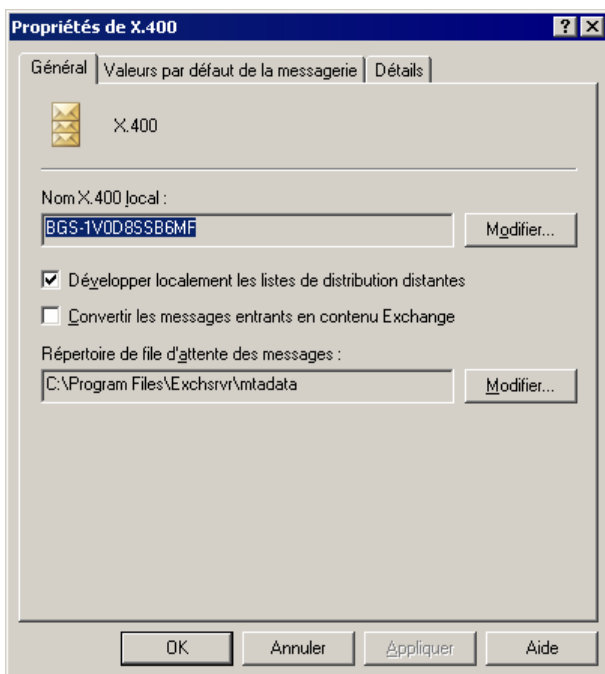 Propriétés de X.400
Général Valeurs par défaut de la messagerie Détails
X.400
Nom X.400 local :
BGS-1V0D8SSB6MF Modifier...
Développer localement les listes de distribution distantes
Convertir les messages entrants en contenu Exchange
Répertoire de file d'attente des messages :
C:\Program Files\Exchsrvr\mtadata Modifier...
OK Annuler Appliquer Aide